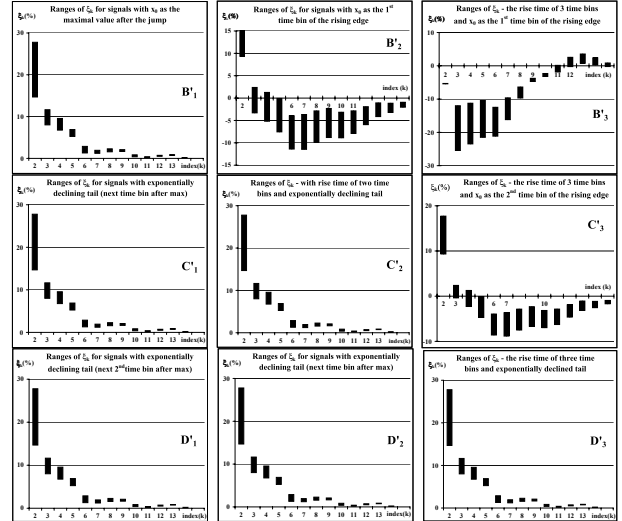 Ranges of ξk for signals with x0 as the
maximal value after the jump
ξk(%)
30
20
10
0
B'1
2 3 4 5 6 7 8 9 10 11 12 13 index(k)
Ranges of ξk for signals with x0 as the 1st
time bin of the rising edge
ξk(%)
15
10
5
0
-5
-10
-15
B'2
index (k)
2 3 4 5 6 7 8 9 10 11
Ranges of ξk - the rise time of 3 time bins
and x0 as the 1st time bin of the rising edge
ξk(%)
10
0
-10
-20
-30
index (k)
2 3 4 5 6 7 8 9 10 11 12
B'3
Ranges of ξk for signals with exponentially
declining tail (next time bin after max)
ξk(%)
30
20
10
0
C'1
2 3 4 5 6 7 8 9 10 11 12 13 index(k)
Ranges of ξk - with rise time of two time
bins and exponentially declining tail
ξk(%)
30
20
10
0
C'2
2 3 4 5 6 7 8 9 10 11 12 13 index(k)
Ranges of ξk - the rise time of 3 time bins
and x0 as the 2nd time bin of the rising edge
ξk(%)
20
10
0
-10
C'3
index (k)
2 3 4 5 6 7 10 11 12
Ranges of ξk for signals with exponentially
declining tail (next 2nd time bin after max)
ξk(%)
30
20
10
0
D'1
2 3 4 5 6 7 8 9 10 11 12 13 index(k)
Ranges of ξk for signals with exponentially
declining tail (next time bin after max)
ξk(%)
30
20
10
0
D'2
2 3 4 5 6 7 8 9 10 11 12 13 index(k)
Ranges of ξk - the rise time of three time
bins and exponentially declined tail
ξk(%)
30
20
10
0
D'3
2 3 4 5 6 7 8 9 10 11 12 13 index(k)